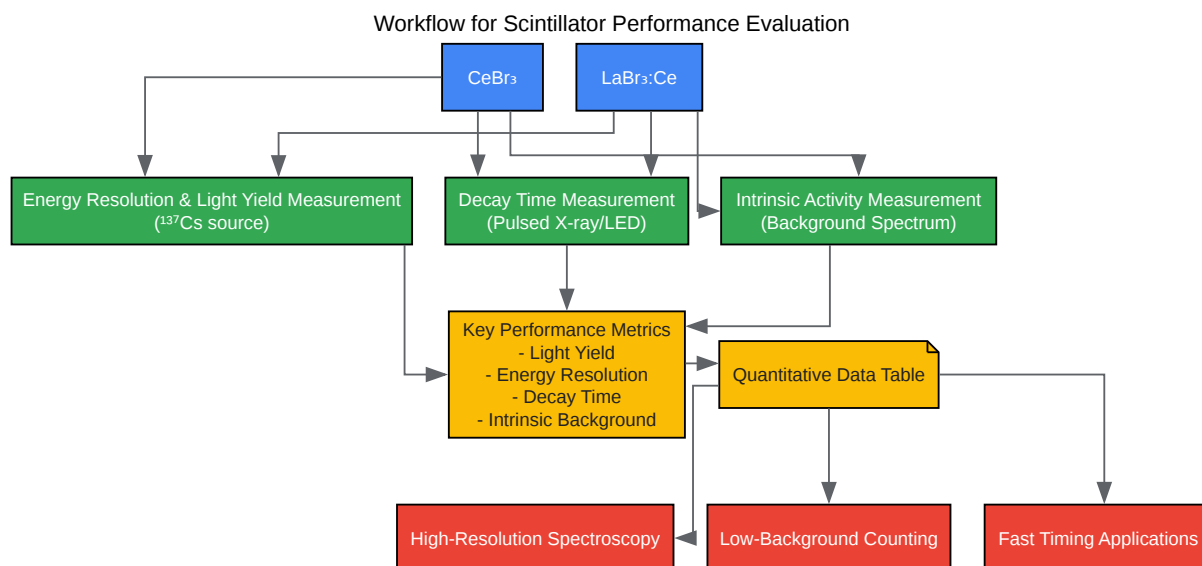 Workflow for Scintillator Performance Evaluation
CeBr₃
LaBr₃:Ce
Energy Resolution & Light Yield Measurement
(¹³⁷Cs source)
Decay Time Measurement
(Pulsed X-ray/LED)
Intrinsic Activity Measurement
(Background Spectrum)
Key Performance Metrics
- Light Yield
- Energy Resolution
- Decay Time
- Intrinsic Background
Quantitative Data Table
High-Resolution Spectroscopy
Low-Background Counting
Fast Timing Applications